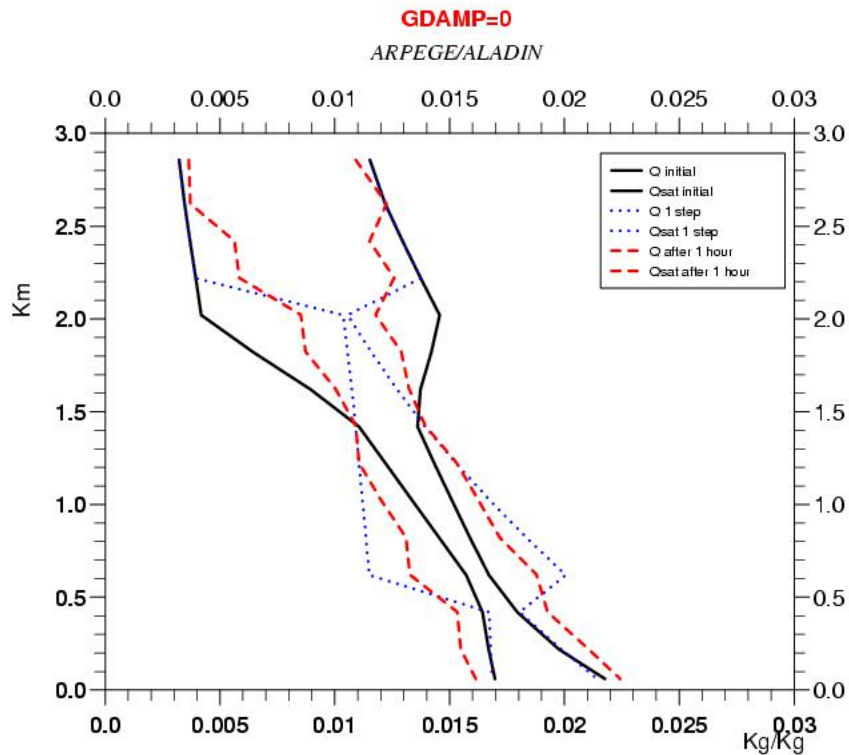 GDAMP=0
ARPEGE/ALADIN
0.0 0.005 0.01 0.015 0.02 0.025 0.03
3.0 3.0
Q initial
Qsat initial
Q 1 step
Qsat 1 step
Q after 1 hour
Qsat after 1 hour
2.5 2.5
Km
2.0 2.0
1.5 1.5
1.0 1.0
0.5 0.5
0.0 0.0
0.0 0.005 0.01 0.015 0.02 0.025 0.03
Kg/Kg